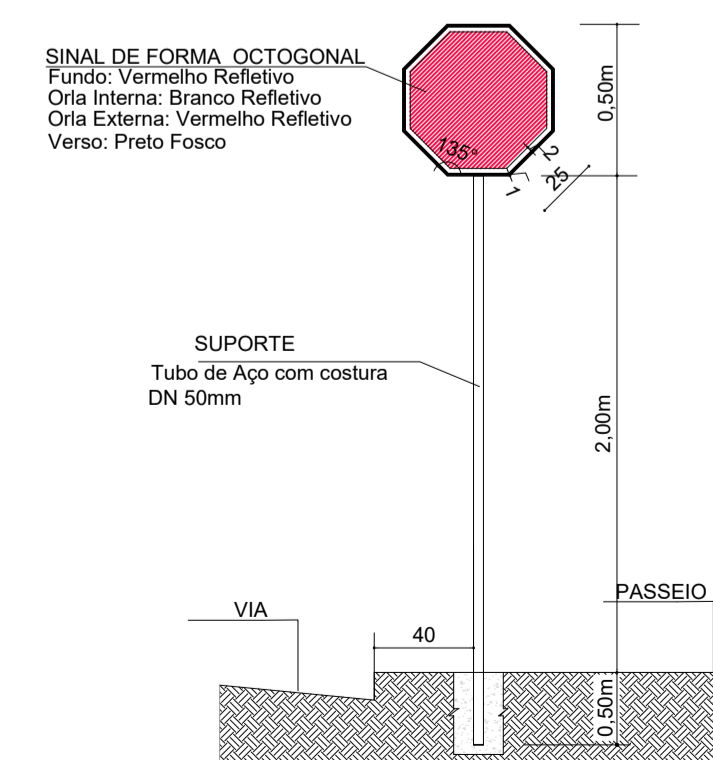 SINAL DE FORMA OCTOGONAL
Fundo: Vermelho Refletivo
Orla Interna: Branco Refletivo
Orla Externa: Vermelho Refletivo
Verso: Preto Fosco
0,50m
135°
2
25
1
SUPORTE
Tubo de Aço com costura
DN 50mm
2,00m
PASSEIO
VIA
40
0,50m